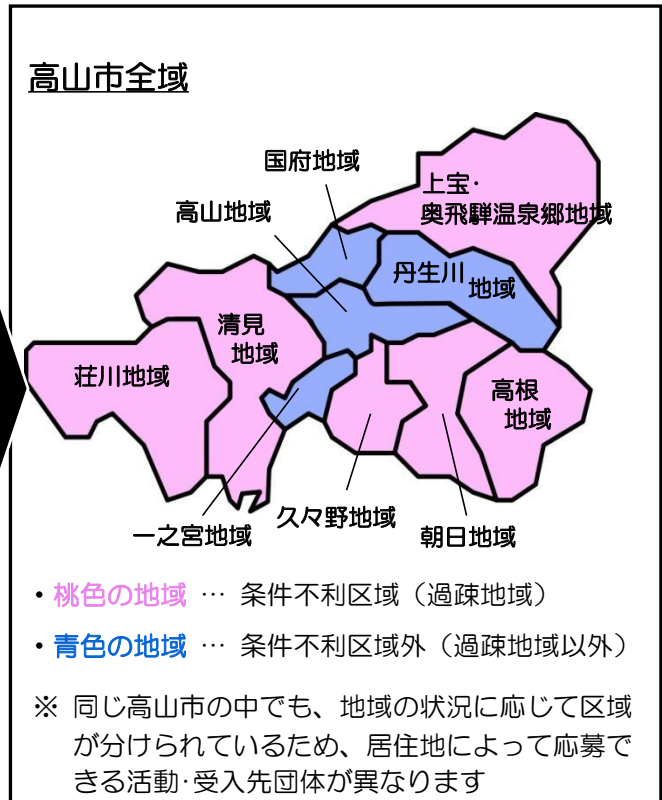 高山市全域
国府地域
上宝・
奥飛騨温泉郷地域
高山地域
丹生川
地域
清見
地域
荘川地域
高根
地域
久々野地域
一之宮地域
朝日地域
・桃色の地域 … 条件不利区域（過疎地域）
・青色の地域 … 条件不利区域外（過疎地域以外）
※ 同じ高山市の中でも、地域の状況に応じて区域
が分けられているため、居住地によって応募で
きる活動・受入先団体が異なります